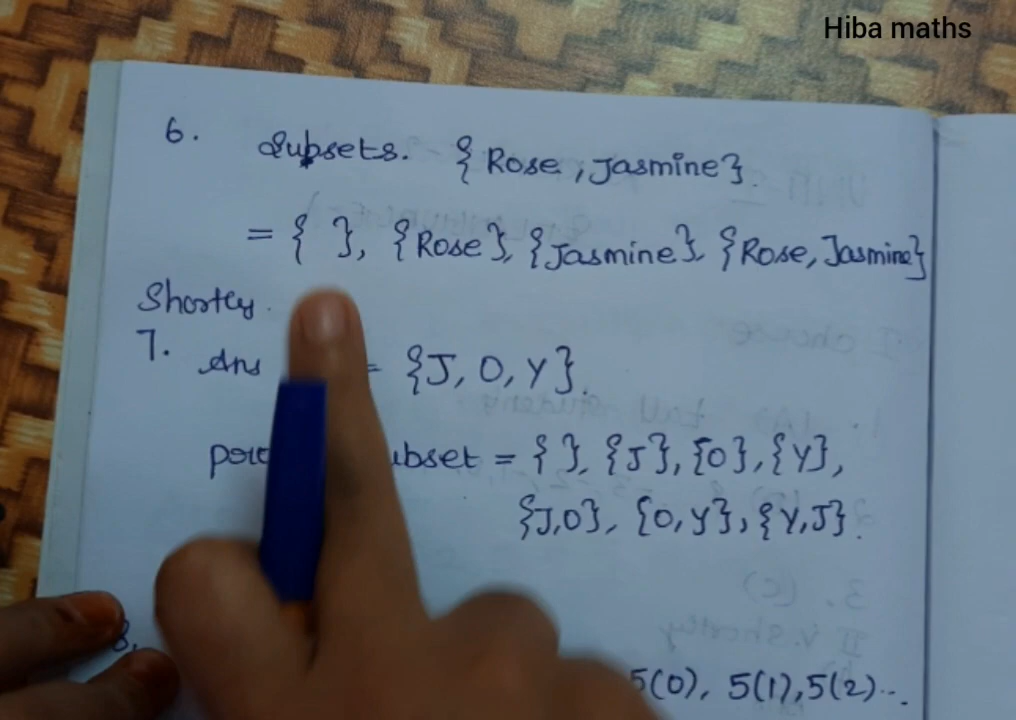 Hiba maths
6. Subsets. { Rose, Jasmine}.
= { }, {Rose}, {Jasmine}, {Rose, Jasmine}
Shortly.
7. Ans = {J, O, Y}.
= { }, {J}, {O}, {Y},
{J,O}, {O,Y}, {Y,J}.
5(0), 5(1), 5(2)...